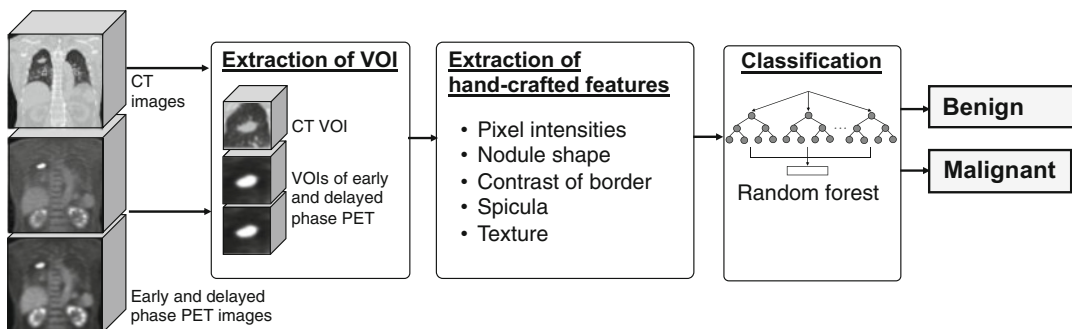 CT
images
Early and delayed
phase PET images
Extraction of VOI
CT VOI
VOIs of early
and delayed
phase PET
Extraction of
hand-crafted features
• Pixel intensities
• Nodule shape
• Contrast of border
• Spicula
• Texture
Classification
...
Random forest
Benign
Malignant